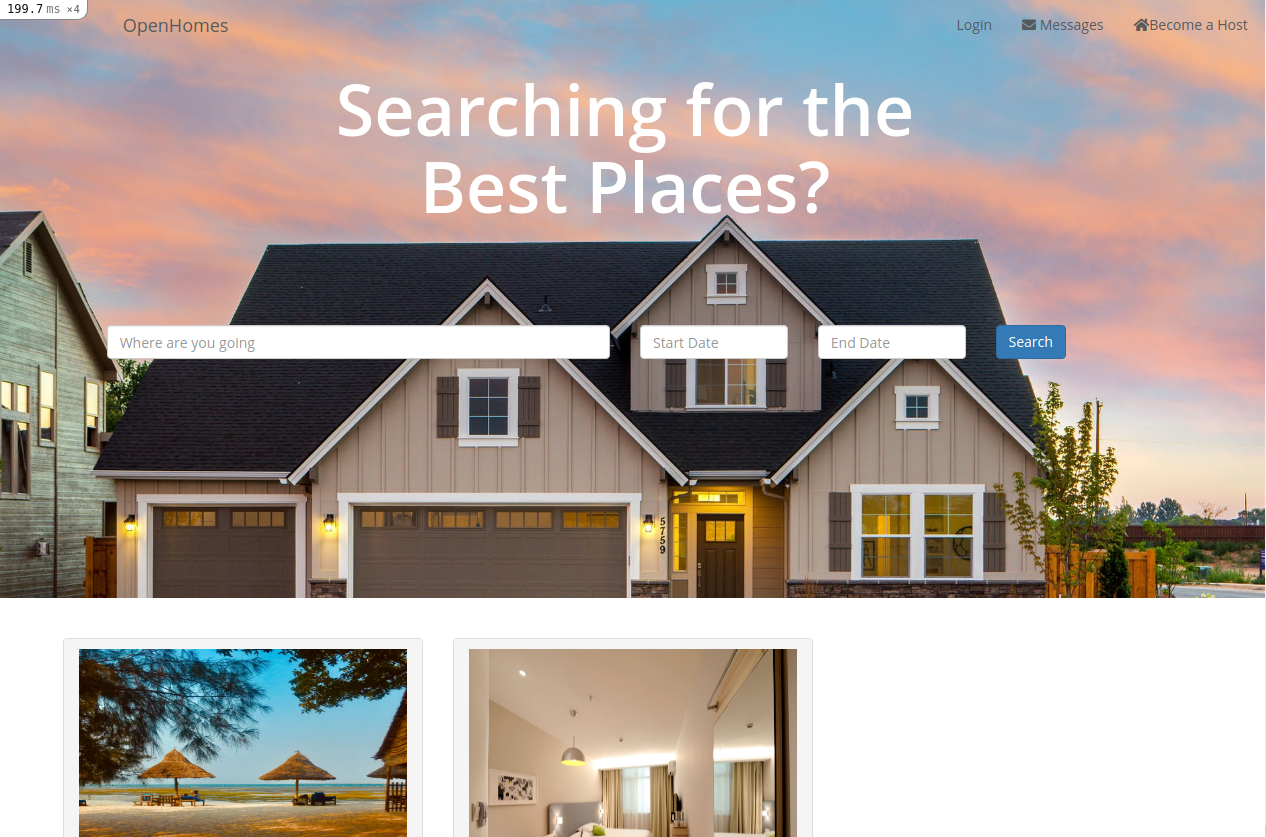 199.7 ms ×4
OpenHomes
Login
Messages
Become a Host
Searching for the
Best Places?
Where are you going
Start Date
End Date
Search
5759